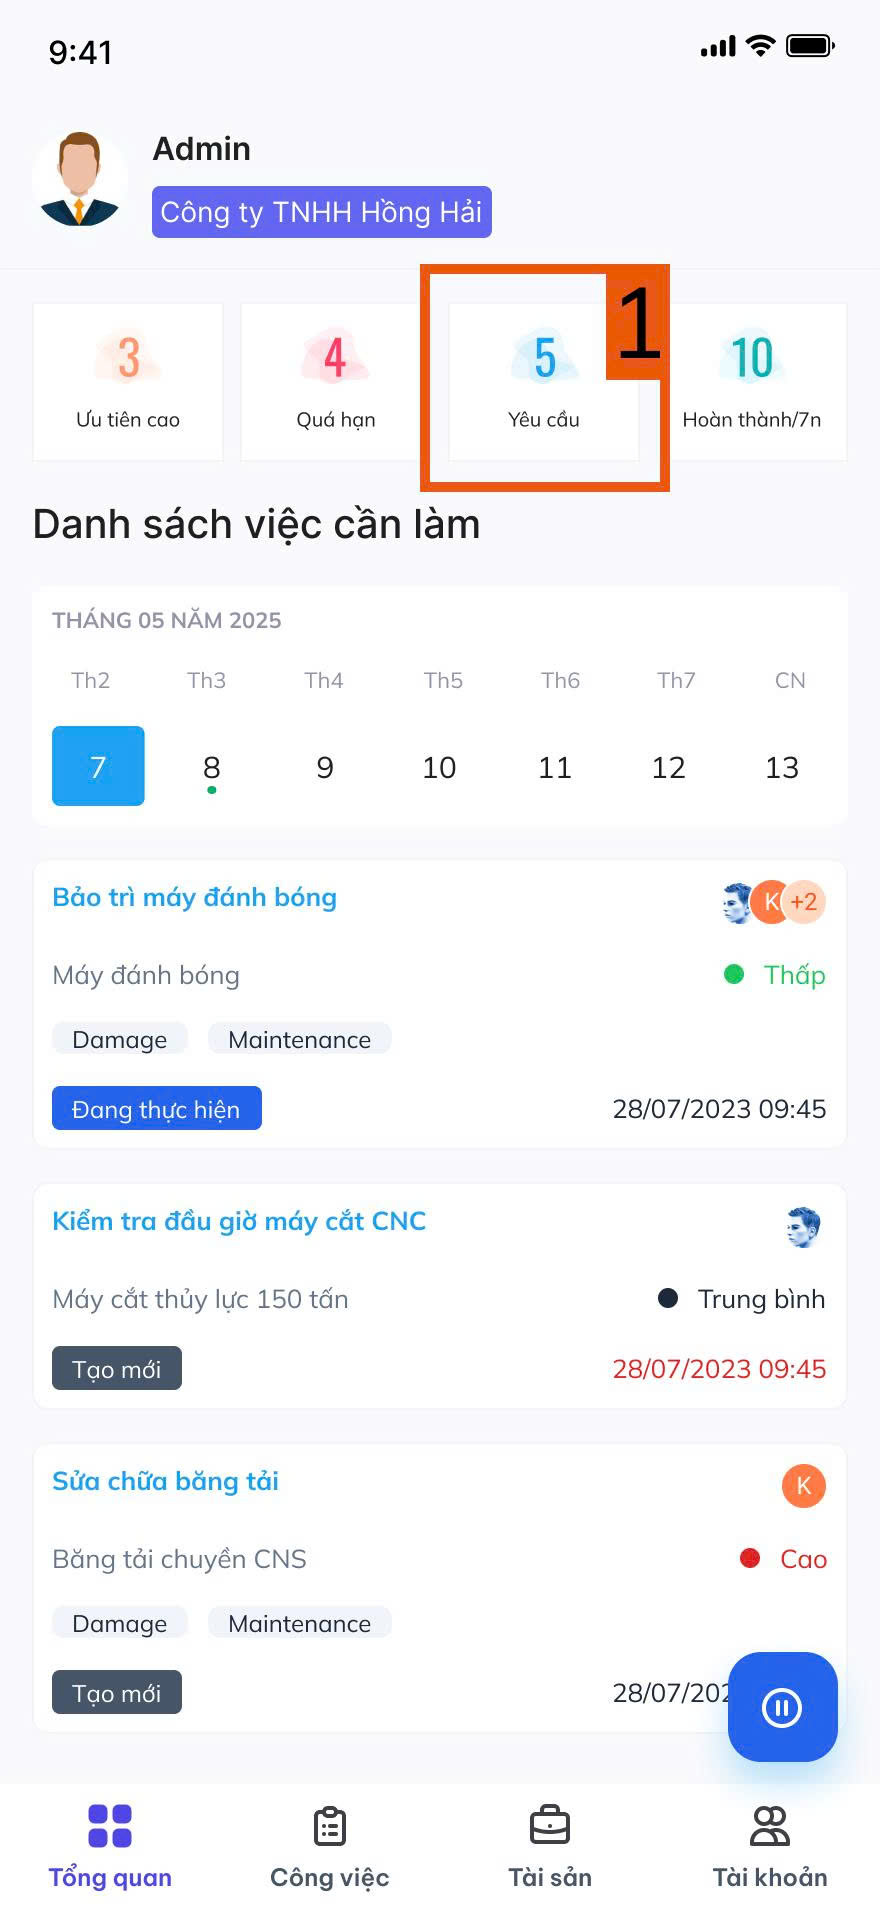 9:41
Admin
Công ty TNHH Hồng Hải
3
4
5
1
10
Ưu tiên cao
Quá hạn
Yêu cầu
Hoàn thành/7n
Danh sách việc cần làm
THÁNG 05 NĂM 2025
Th2 Th3 Th4 Th5 Th6 Th7 CN
7 8 9 10 11 12 13
Bảo trì máy đánh bóng
K +2
Máy đánh bóng
Thấp
Damage Maintenance
Đang thực hiện
28/07/2023 09:45
Kiểm tra đầu giờ máy cắt CNC
Máy cắt thủy lực 150 tấn
Trung bình
Tạo mới
28/07/2023 09:45
Sửa chữa băng tải
K
Băng tải chuyền CNS
Cao
Damage Maintenance
Tạo mới
28/07/202
Tổng quan Công việc Tài sản Tài khoản